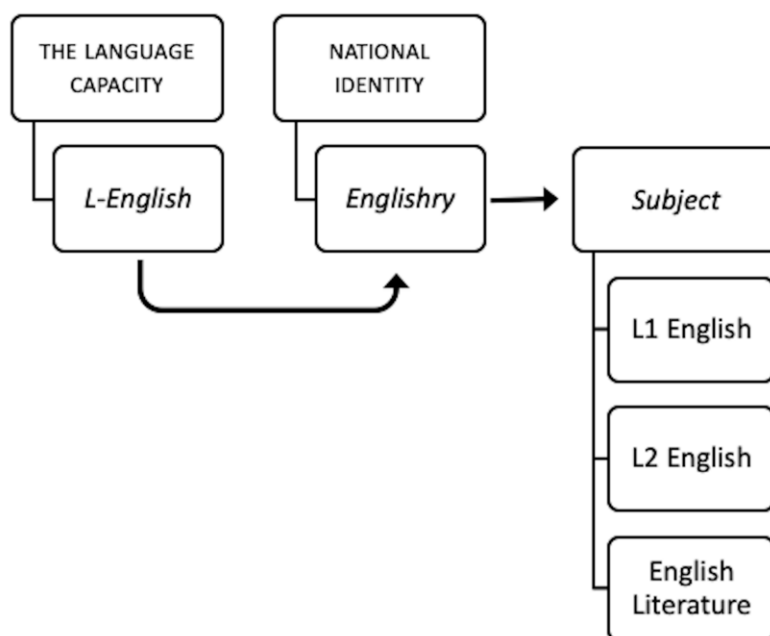 THE LANGUAGE
CAPACITY
NATIONAL
IDENTITY
L-English
Englishry
Subject
L1 English
L2 English
English
Literature